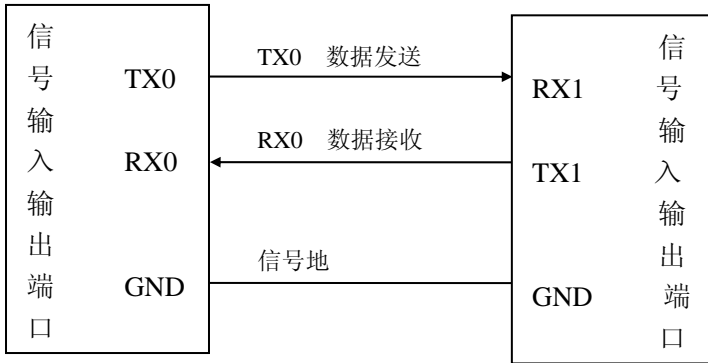 信号输入输出端口
TX0
RX0
GND
TX0 数据发送
RX0 数据接收
信号地
RX1
TX1
GND
信号输入输出端口